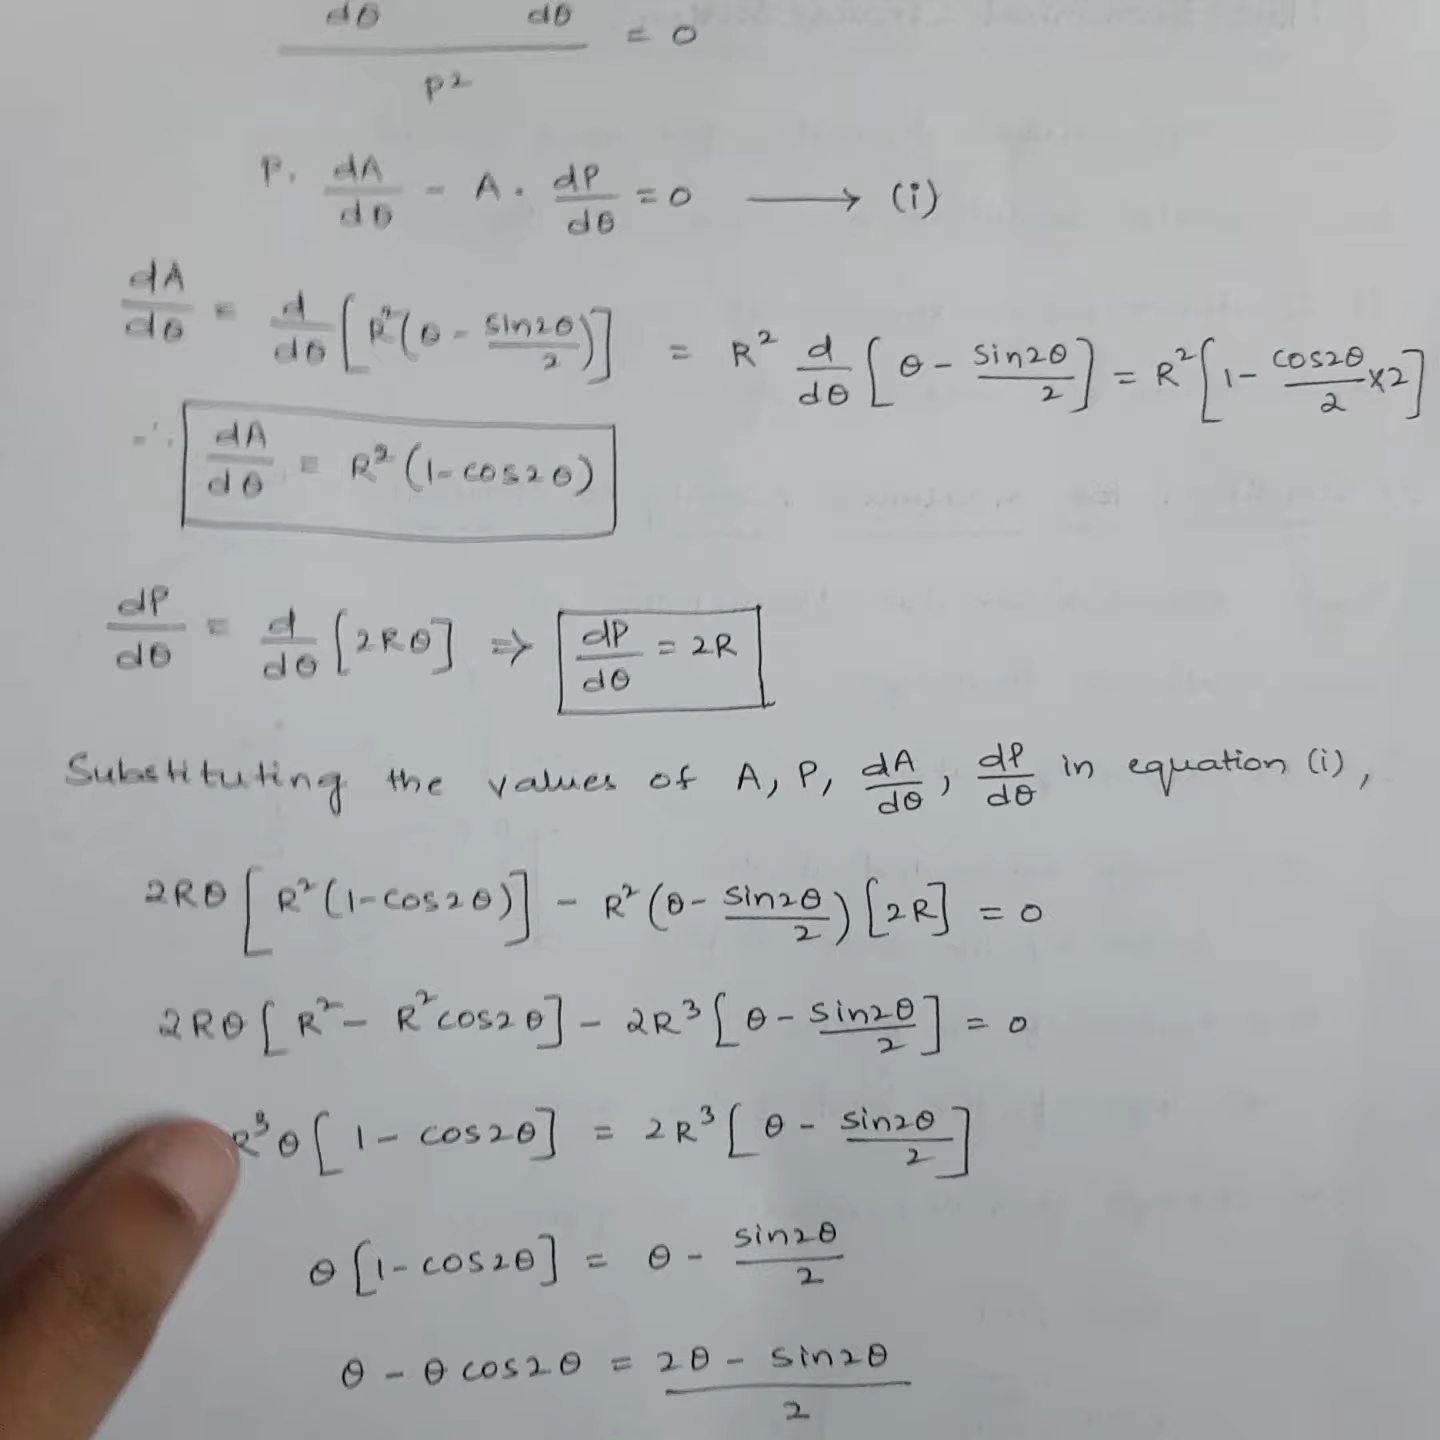 dθ dθ
_____ = 0
P²
P. dA/dθ - A. dP/dθ = 0 ⟶ (i)
dA/dθ = d/dθ [R²(θ - sin2θ/2)] = R² d/dθ [θ - sin2θ/2] = R² [1 - cos2θ/2 ×2]
∴ dA/dθ = R² (1-cos2θ)
dP/dθ = d/dθ [2Rθ] ⇒ dP/dθ = 2R
Substituting the values of A, P, dA/dθ, dP/dθ in equation (i),
2Rθ [R²(1-cos2θ)] - R² (θ - sin2θ/2) [2R] = 0
2Rθ [R² - R²cos2θ] - 2R³ [θ - sin2θ/2] = 0
R³θ [1 - cos2θ] = 2R³ [θ - sin2θ/2]
θ [1-cos2θ] = θ - sin2θ/2
θ - θcos2θ = 2θ - sin2θ/2